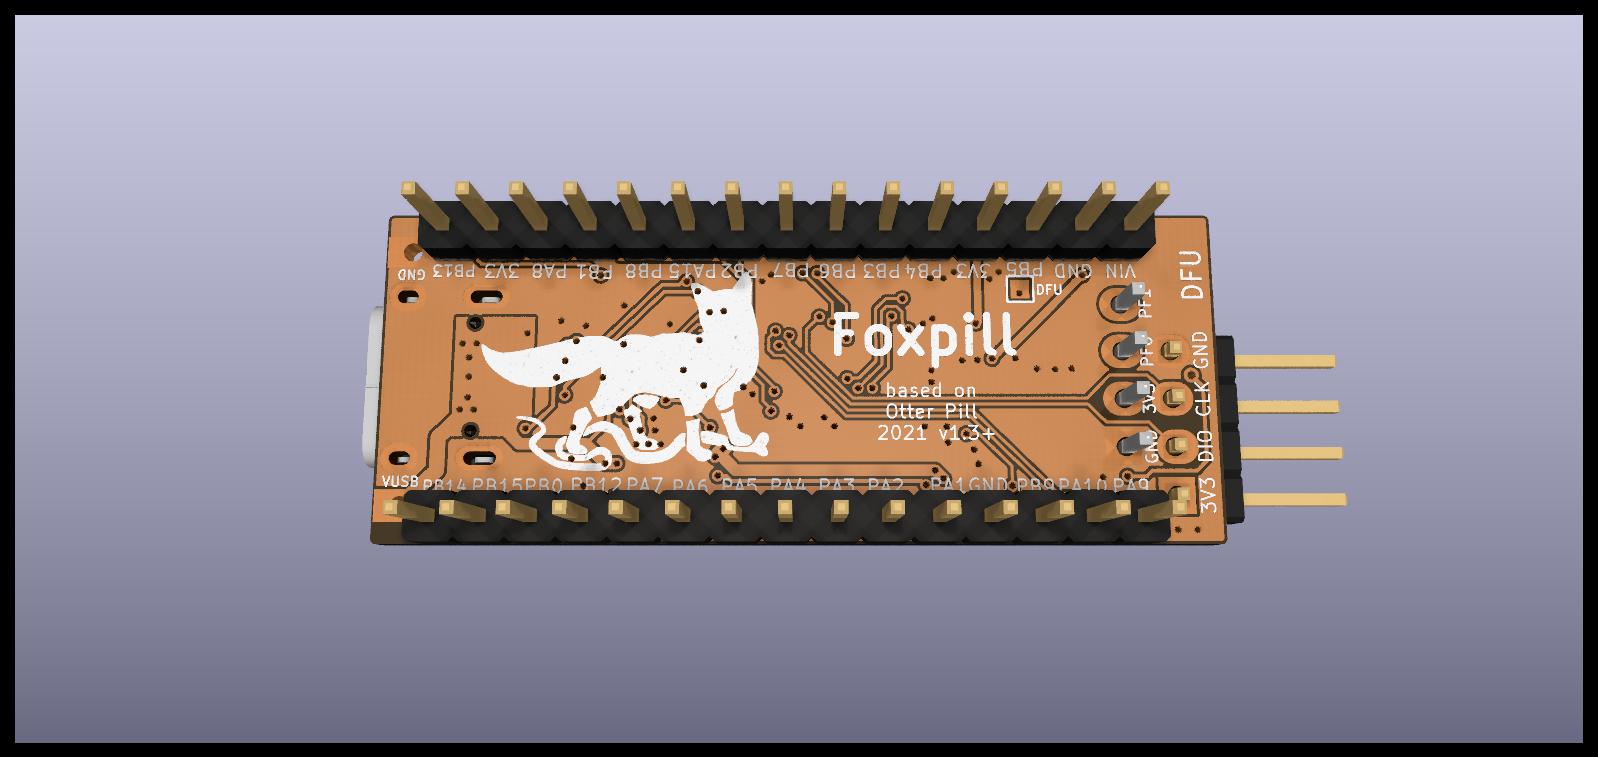 GND PB13 3V3 PA8 PB1 PB8 PA15 PB2 PB7 PB6 PB3 PB4 3V3 PB5 GND VIN
DFU
DFU
PF1
Foxpill
PF0 GND
based on
Otter Pill
2021 v1.3+
3V3 CLK
GND DIO
VUSB PB14 PB15 PB0 PB12 PA7 PA6 PA5 PA4 PA3 PA2 PA1 GND PB9 PA10 PA9
3V3